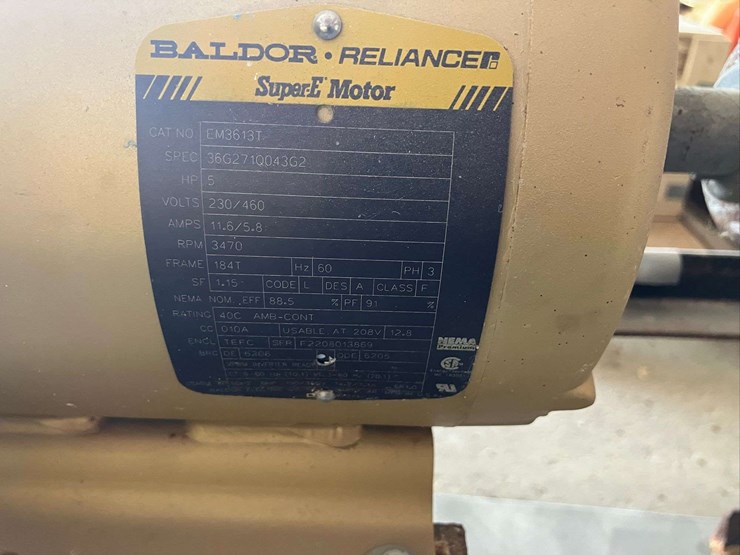 BALDOR • RELIANCE
Super-E Motor
CAT NO EM3613T
SPEC 36G271Q043G2
HP 5
VOLTS 230/460
AMPS 11.6/5.8
RPM 3470
FRAME 184T Hz 60 PH 3
SF 1.15 CODE L DES A CLASS F
NEMA NOM. EFF 88.5 % PF 91 %
RATING 40C AMB-CONT
CC 010A USABLE AT 208V 12.8
ENCL TEFC SER F2208013869
BRG DE 6206 ODE 6205
NEMA
Premium